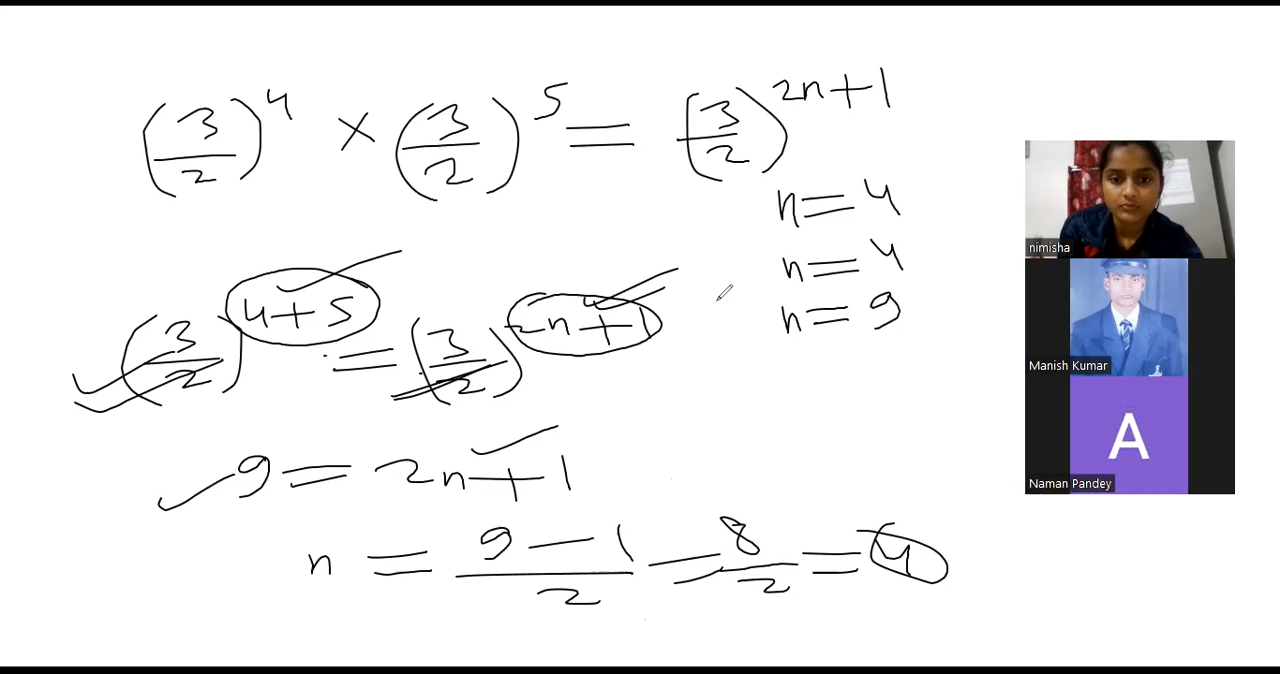 (3/2)^4 × (3/2)^5 = (3/2)^2n+1
n=4
n=4
n=9
(3/2)^4+5 = (3/2)^2n+1
9=2n+1
n = 9-1/2 = 8/2 = 4
nimisha
Manish Kumar
A
Naman Pandey